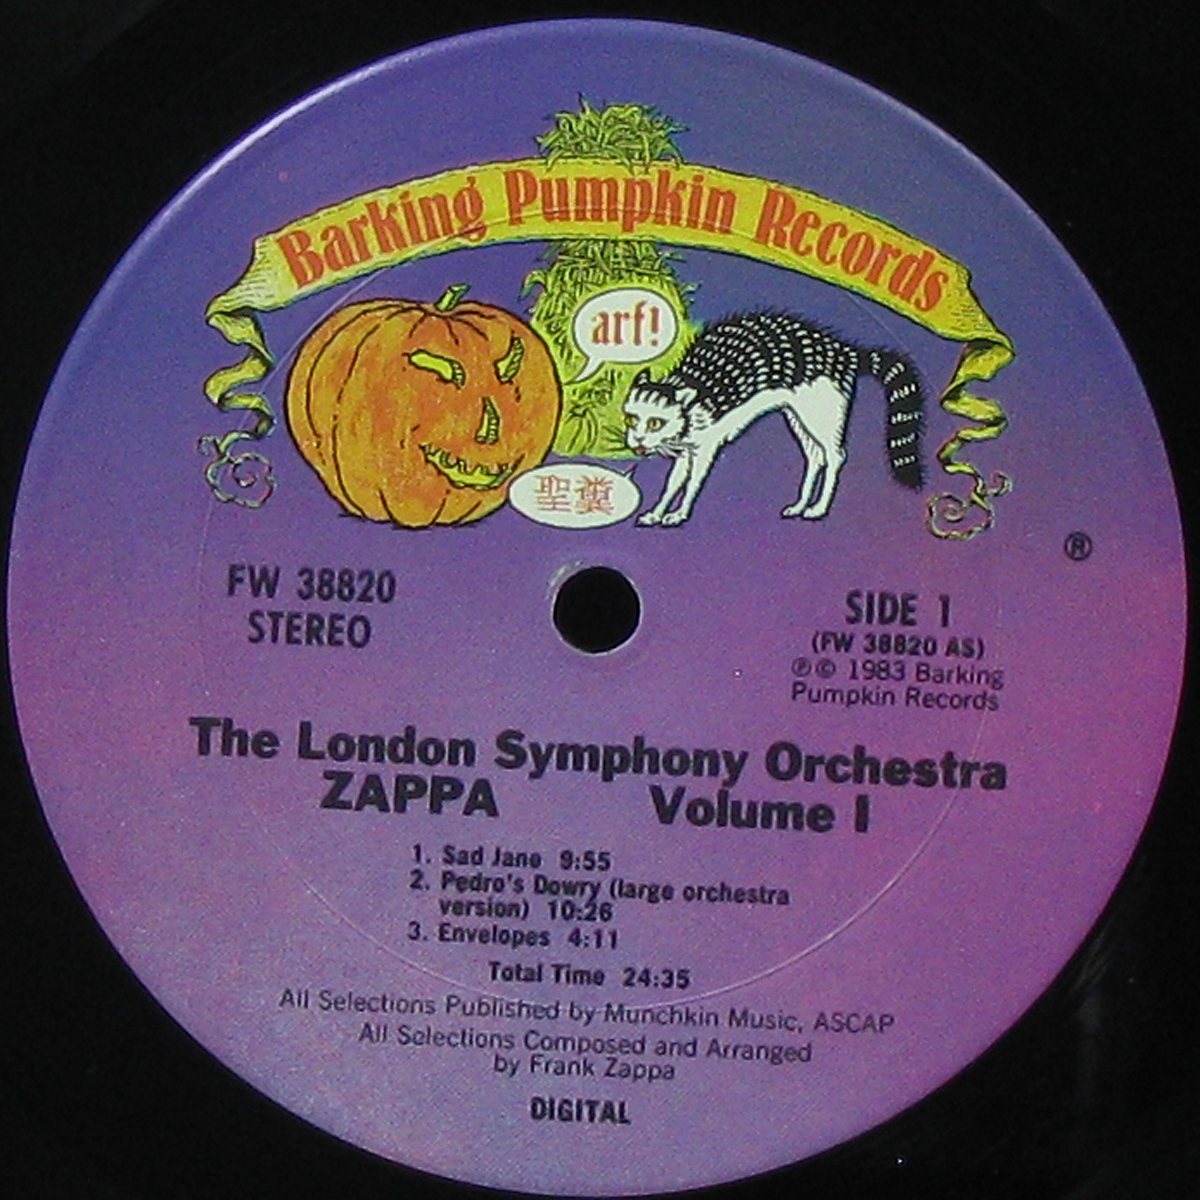 Barking Pumpkin Records
arf!
聖糞
®
FW 38820
STEREO
SIDE 1
(FW 38820 AS)
℗© 1983 Barking
Pumpkin Records
The London Symphony Orchestra
ZAPPA Volume I
1. Sad Jane 9:55
2. Pedro's Dowry (large orchestra
version) 10:26
3. Envelopes 4:11
Total Time 24:35
All Selections Published by Munchkin Music, ASCAP
All Selections Composed and Arranged
by Frank Zappa
DIGITAL